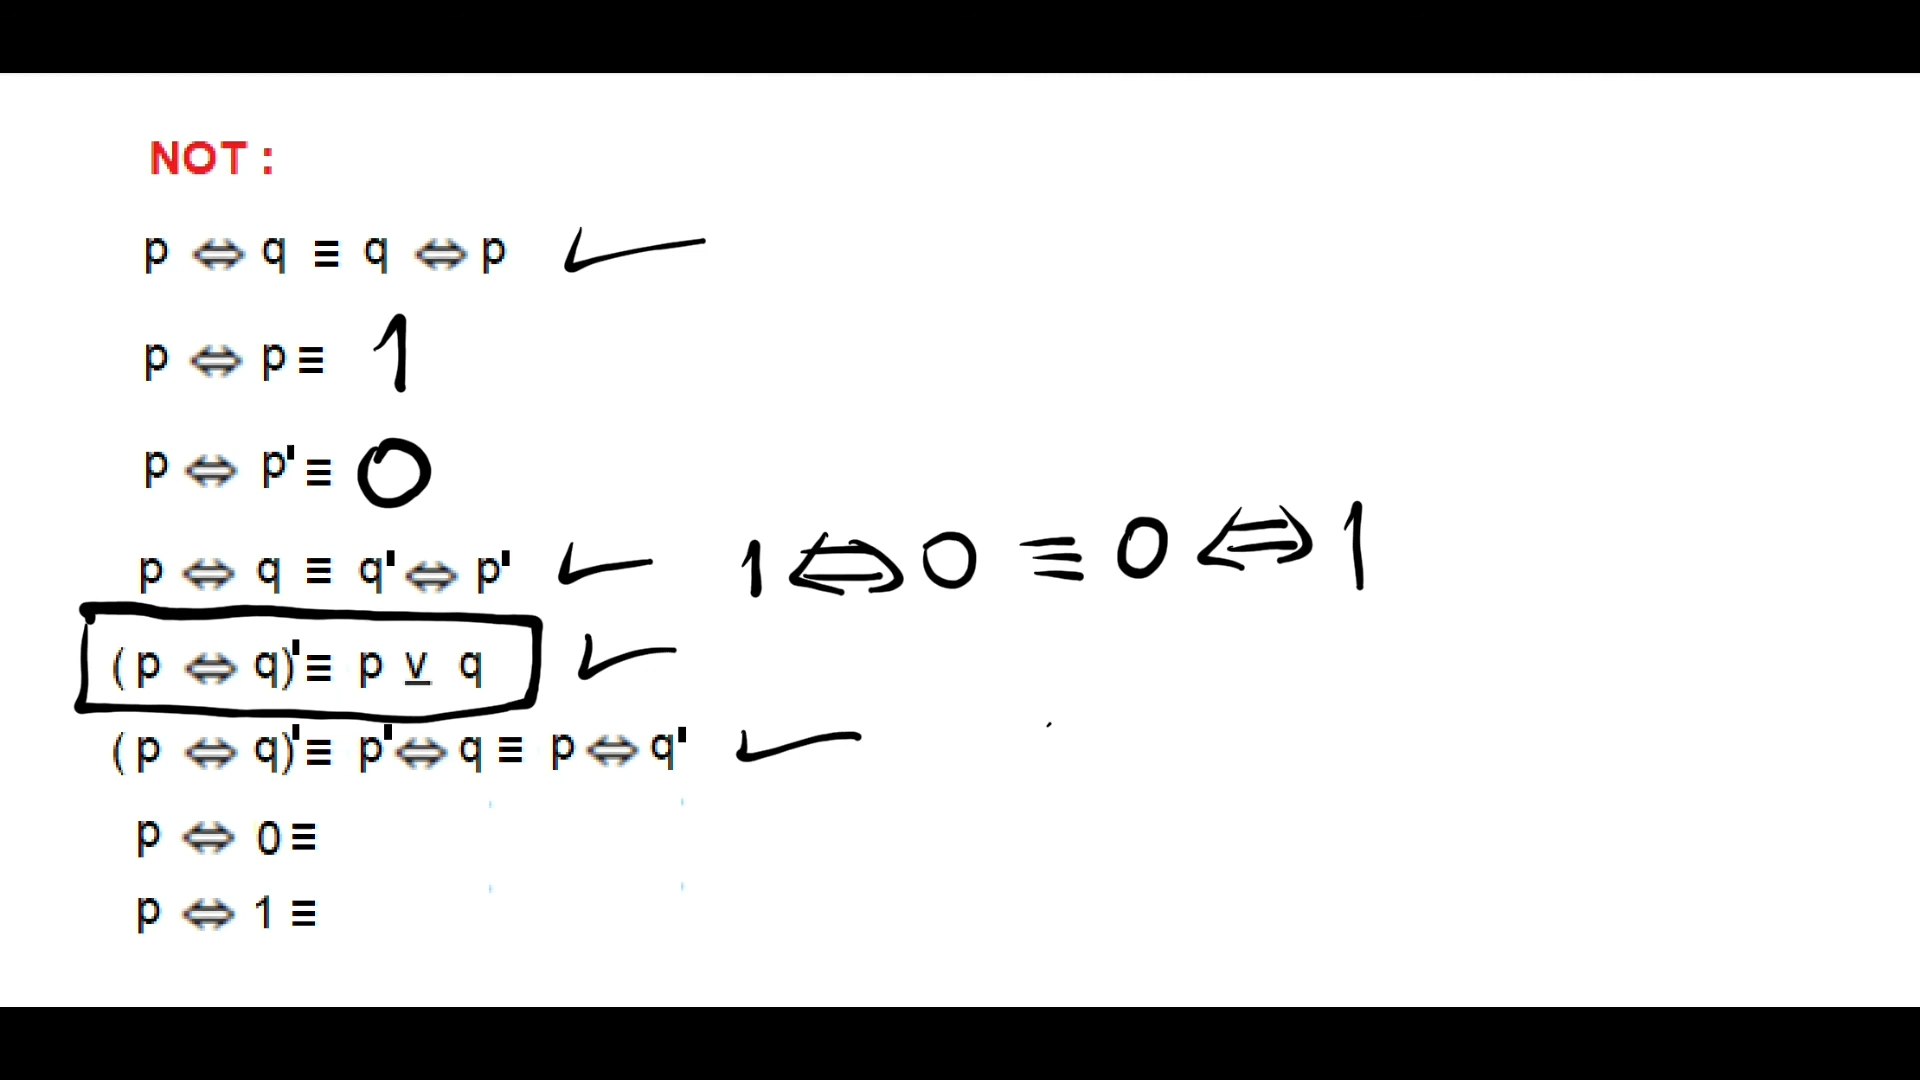 NOT :
p ⇔ q ≡ q ⇔ p ✓
p ⇔ p ≡ 1
p ⇔ p' ≡ 0
p ⇔ q ≡ q' ⇔ p' ✓ 1 ⇔ 0 ≡ 0 ⇔ 1
(p ⇔ q)' ≡ p ⊻ q ✓
(p ⇔ q)' ≡ p' ⇔ q ≡ p ⇔ q' ✓
p ⇔ 0 ≡
p ⇔ 1 ≡